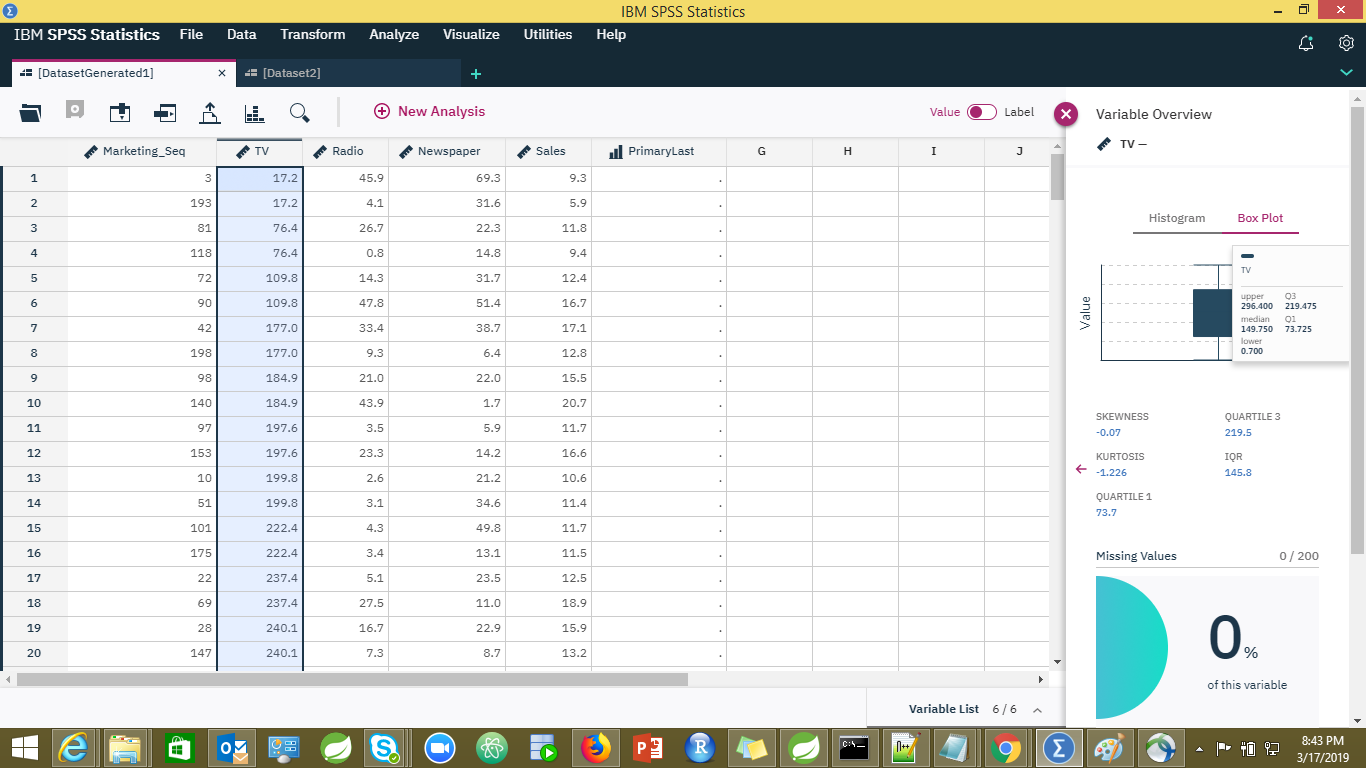 IBM SPSS Statistics
IBM SPSS Statistics File Data Transform Analyze Visualize Utilities Help
[DatasetGenerated1] × [Dataset2] +
New Analysis Value Label
Marketing_Seq TV Radio Newspaper Sales PrimaryLast G H I J
1 3 17.2 45.9 69.3 9.3 .
2 193 17.2 4.1 31.6 5.9 .
3 81 76.4 26.7 22.3 11.8 .
4 118 76.4 0.8 14.8 9.4 .
5 72 109.8 14.3 31.7 12.4 .
6 90 109.8 47.8 51.4 16.7 .
7 42 177.0 33.4 38.7 17.1 .
8 198 177.0 9.3 6.4 12.8 .
9 98 184.9 21.0 22.0 15.5 .
10 140 184.9 43.9 1.7 20.7 .
11 97 197.6 3.5 5.9 11.7 .
12 153 197.6 23.3 14.2 16.6 .
13 10 199.8 2.6 21.2 10.6 .
14 51 199.8 3.1 34.6 11.4 .
15 101 222.4 4.3 49.8 11.7 .
16 175 222.4 3.4 13.1 11.5 .
17 22 237.4 5.1 23.5 12.5 .
18 69 237.4 27.5 11.0 18.9 .
19 28 240.1 16.7 22.9 15.9 .
20 147 240.1 7.3 8.7 13.2 .
Variable List 6 / 6
Variable Overview
TV —
Histogram Box Plot
Value
TV
upper Q3
296.400 219.475
median Q1
149.750 73.725
lower
0.700
SKEWNESS QUARTILE 3
-0.07 219.5
KURTOSIS IQR
-1.226 145.8
QUARTILE 1
73.7
Missing Values 0 / 200
0 %
of this variable
8:43 PM
3/17/2019